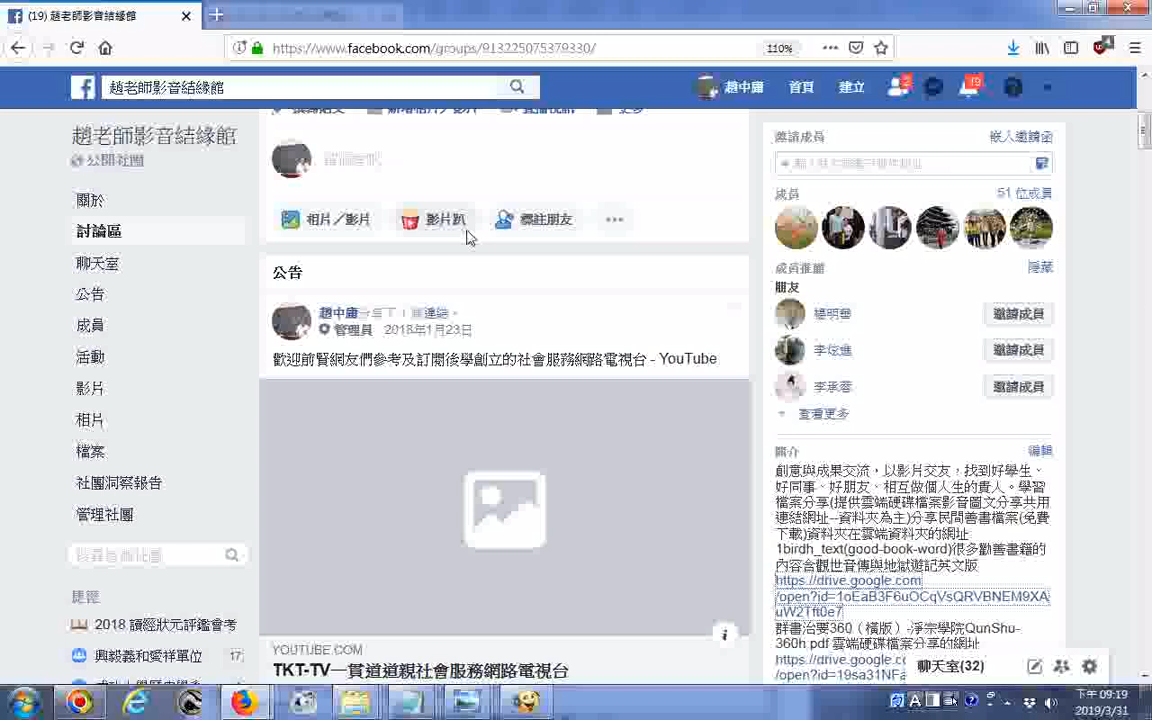 (19) 趙老師影音結緣館
https://www.facebook.com/groups/913225075379330/
110%
趙老師影音結緣館
趙中庸
首頁
建立
2
19
趙老師影音結緣館
公開社團
關於
討論區
聊天室
公告
成員
活動
影片
相片
檔案
社團洞察報告
管理社團
捷徑
2018 讀經狀元評鑑會考
興毅義和愛祥單位
17
相片／影片
影片趴
標註朋友
公告
趙中庸
連結。
管理員 2018年1月23日
歡迎前賢網友們參考及訂閱後學創立的社會服務網路電視台 - YouTube
YOUTUBE.COM
TKT-TV一貫道道親社會服務網路電視台
邀請成員
嵌入邀請函
成員
51 位成員
成員推薦
隱藏
朋友
邀請成員
邀請成員
邀請成員
查看更多
簡介
編輯
創意與成果交流，以影片交友，找到好學生、
好同事、好朋友、相互做個人生的貴人。學習
檔案分享(提供雲端硬碟檔案影音圖文分享共用
連結網址--資料夾為主)分享民間善書檔案(免費
下載)資料夾在雲端資料夾的網址
1birdh_text(good-book-word)很多勸善書籍的
內容含觀世音傳與地獄遊記英文版
https://drive.google.com
/open?id=1oEaB3F6uOCqVsQRVBNEM9XA
uW2Tft0e7
群書治要360（橫版）-淨宗學院QunShu-
360h.pdf 雲端硬碟檔案分享的網址
https://drive.goo
/open?id=19sa31NF
聊天室(32)
下午 09:19
2019/3/31